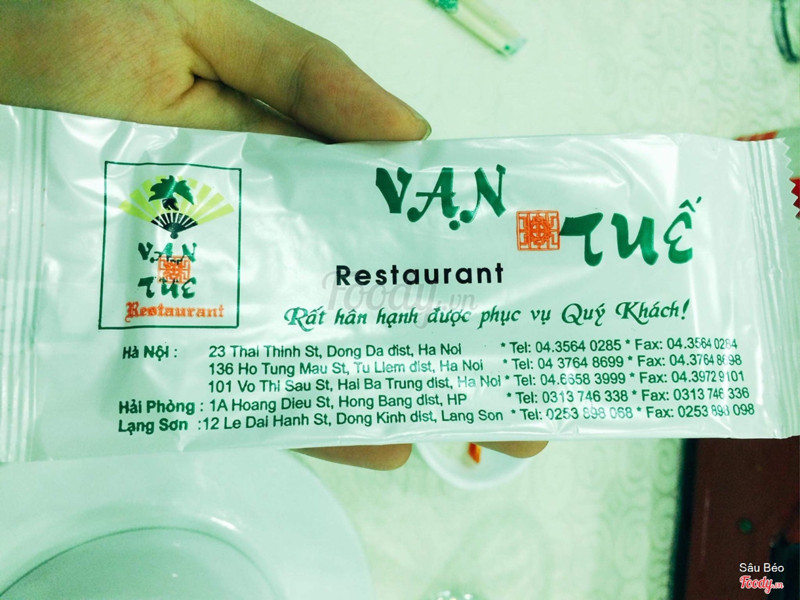 VẠN TUẾ
Restaurant
VẠN TUẾ
Restaurant
Rất hân hạnh được phục vụ Quý Khách!
Hà Nội : 23 Thai Thinh St, Dong Da dist, Ha Noi * Tel: 04.3564 0285 * Fax: 04.3564 0284
136 Ho Tung Mau St, Tu Liem dist, Ha Noi * Tel: 04 3764 8699 * Fax: 04.3764 8698
101 Vo Thi Sau St, Hai Ba Trung dist, Ha Noi * Tel: 04.8658 3999 * Fax: 04.3972 9101
Hải Phòng : 1A Hoang Dieu St, Hong Bang dist, HP * Tel: 0313 746 338 * Fax: 0313 746 336
Lạng Sơn : 12 Le Dai Hanh St, Dong Kinh dist, Lang Son * Tel: 0253 898 068 * Fax: 0253 898 098
Foody.vn
Sâu Béo
Foody.vn